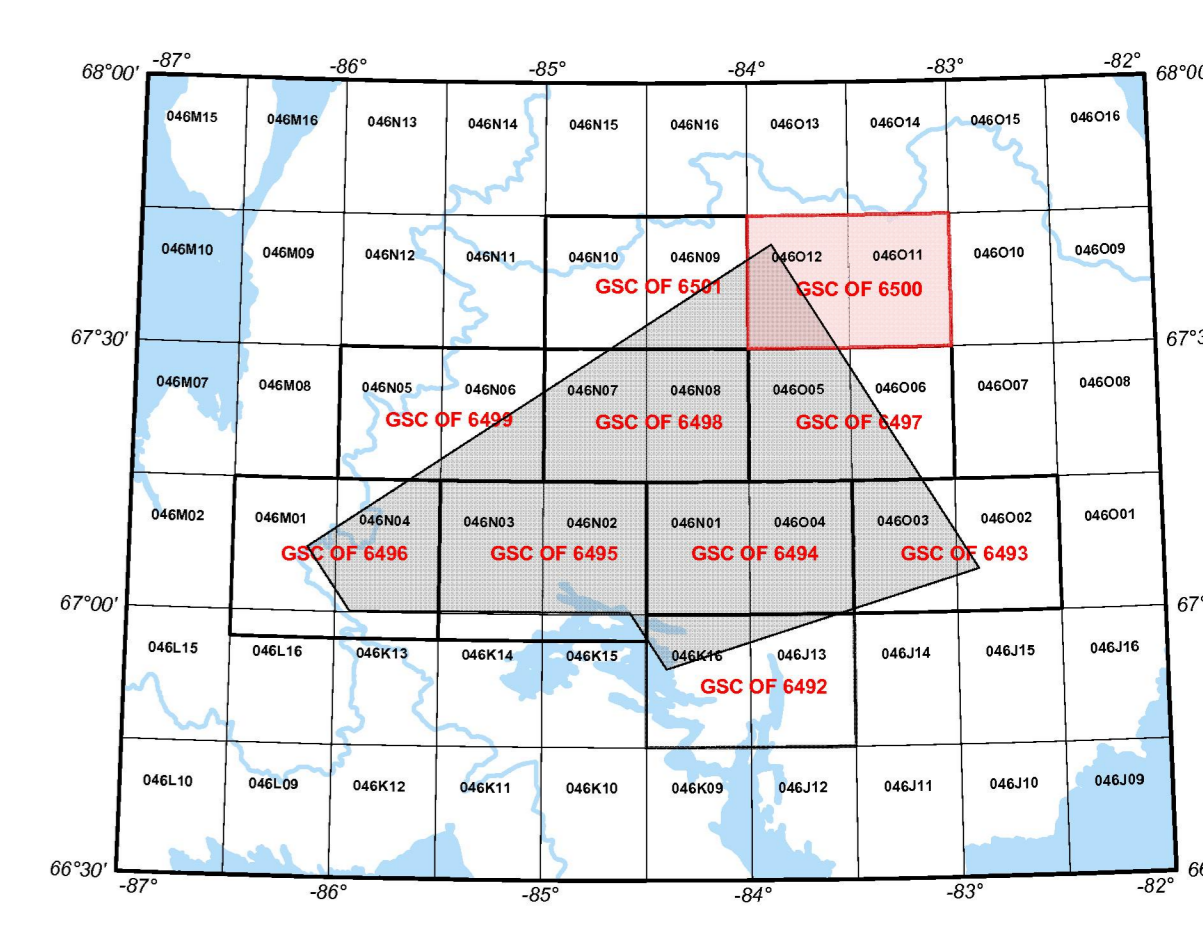 -87° -86° -85° -84° -83° -82°
68°00' 68°00
046M15 046M16 046N13 046N14 046N15 046N16 046O13 046O14 046O15 046O16
046M10 046M09 046N12 046N11 046N10 046N09 046O12 046O11 046O10 046O09
GSC OF 6501 GSC OF 6500
67°30' 67°3
046M07 046M08 046N05 046N06 046N07 046N08 046O05 046O06 046O07 046O08
GSC OF 6499 GSC OF 6498 GSC OF 6497
046M02 046M01 046N04 046N03 046N02 046N01 046O04 046O03 046O02 046O01
GSC OF 6496 GSC OF 6495 GSC OF 6494 GSC OF 6493
67°00' 67°
046L15 046L16 046K13 046K14 046K15 046K16 046J13 046J14 046J15 046J16
GSC OF 6492
046L10 046L09 046K12 046K11 046K10 046K09 046J12 046J11 046J10 046J09
66°30' 66
-87° -86° -85° -84° -83° -82°